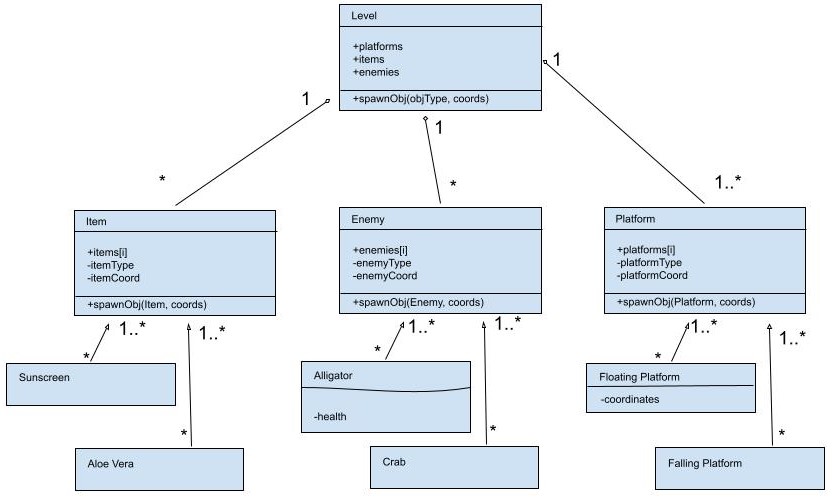 Level
+platforms
+items
+enemies
+spawnObj(objType, coords)
1
1
1
*
*
1..*
Item
+items[i]
-itemType
-itemCoord
+spawnObj(Item, coords)
Enemy
+enemies[i]
-enemyType
-enemyCoord
+spawnObj(Enemy, coords)
Platform
+platforms[i]
-platformType
-platformCoord
+spawnObj(Platform, coords)
1..*
1..*
1..*
1..*
1..*
1..*
*
*
*
Sunscreen
Alligator
-health
Floating Platform
-coordinates
*
*
*
Aloe Vera
Crab
Falling Platform